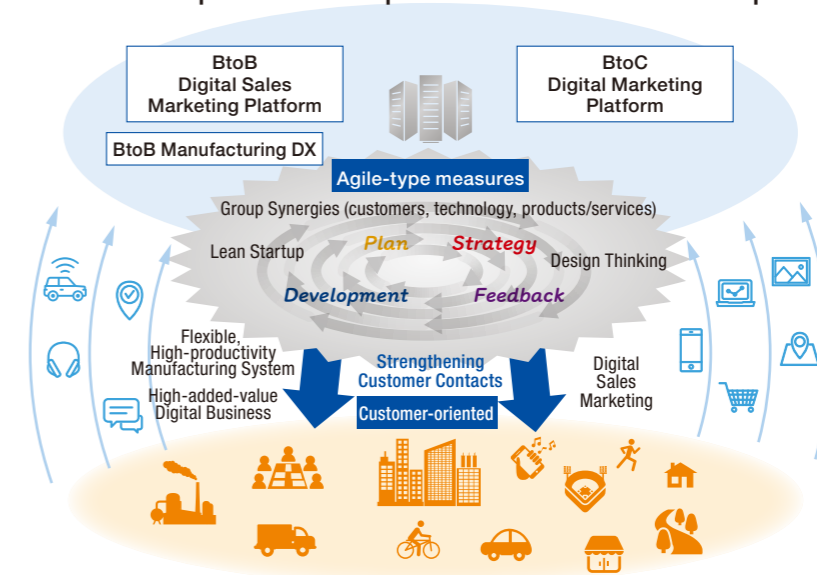 BtoB
Digital Sales
Marketing Platform
BtoC
Digital Marketing
Platform
BtoB Manufacturing DX
Agile-type measures
Group Synergies (customers, technology, products/services)
Lean Startup
Plan
Strategy
Design Thinking
Development
Feedback
Flexible,
High-productivity
Manufacturing System
High-added-value
Digital Business
Strengthening
Customer Contacts
Customer-oriented
Digital
Sales
Marketing